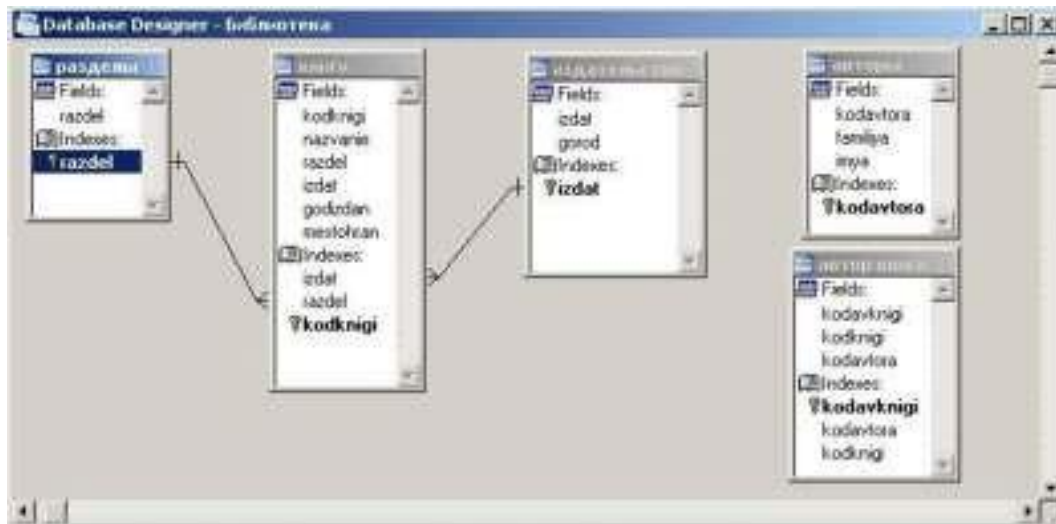 Database Designer - библиотека
разделы
Fields:
razdel
Indexes:
razdel
книги
Fields:
kodknigi
nazvanie
razdel
izdat
godizdan
mestohran
Indexes:
izdat
razdel
kodknigi
Fields:
izdat
gorod
Indexes:
izdat
авторы
Fields:
kodavtora
familiya
imya
Indexes:
kodavtora
Fields:
kodavknigi
kodknigi
kodavtora
Indexes:
kodavknigi
kodavtora
kodknigi